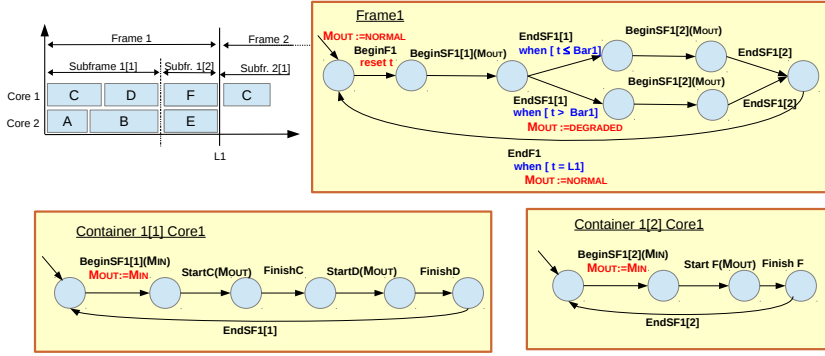 Frame 1
Frame 2
Subframe 1[1]
Subfr. 1[2]
Subfr. 2[1]
Core 1
C
D
F
C
Core 2
A
B
E
L1
Frame1
MOUT :=NORMAL
BeginF1
reset t
BeginSF1[1](MOUT)
EndSF1[1]
when [ t ≤ Bar1]
BeginSF1[2](MOUT)
EndSF1[2]
EndSF1[1]
when [ t > Bar1]
MOUT :=DEGRADED
BeginSF1[2](MOUT)
EndSF1[2]
EndF1
when [ t = L1]
MOUT :=NORMAL
Container 1[1] Core1
BeginSF1[1](MIN)
MOUT:=MIN
StartC(MOUT)
FinishC
StartD(MOUT)
FinishD
EndSF1[1]
Container 1[2] Core1
BeginSF1[2](MIN)
MOUT:=MIN
Start F(MOUT)
Finish F
EndSF1[2]